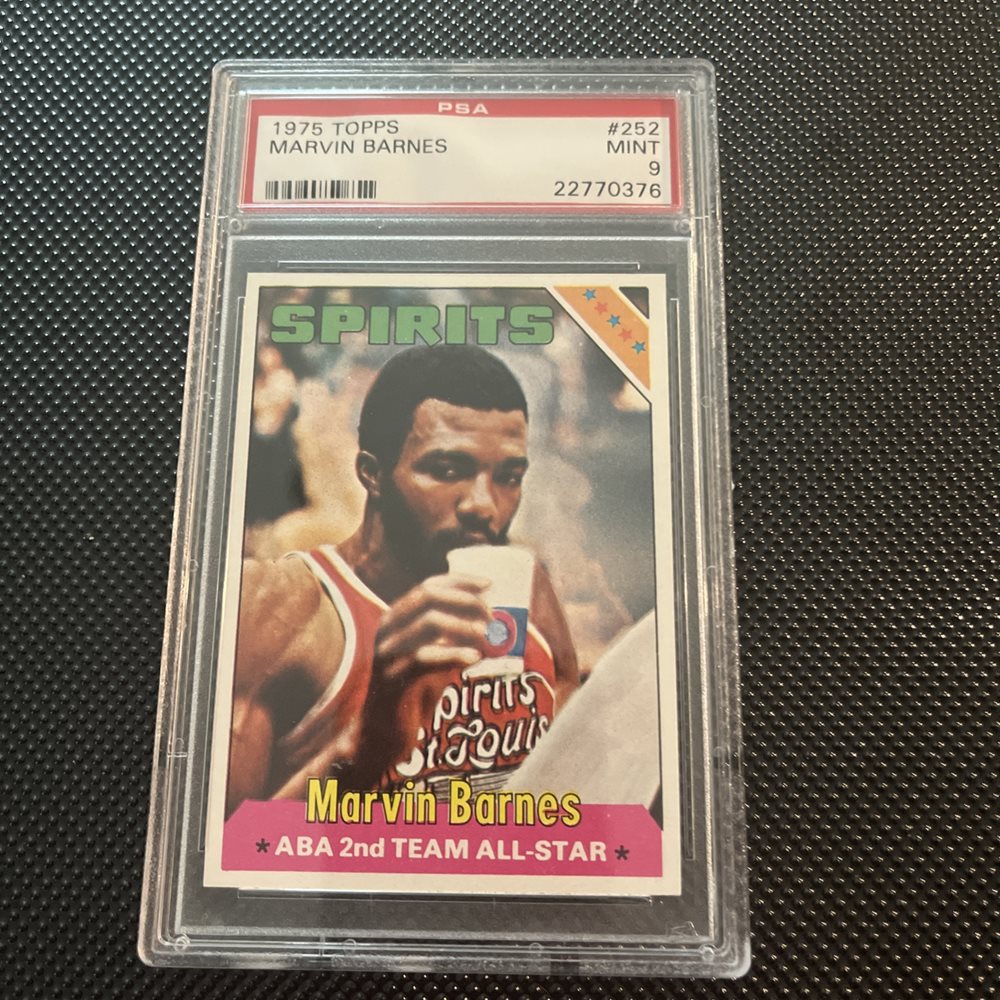 PSA
1975 TOPPS #252
MARVIN BARNES MINT
9
22770376
SPIRITS
pirits
St. Louis
Marvin Barnes
* ABA 2nd TEAM ALL-STAR *